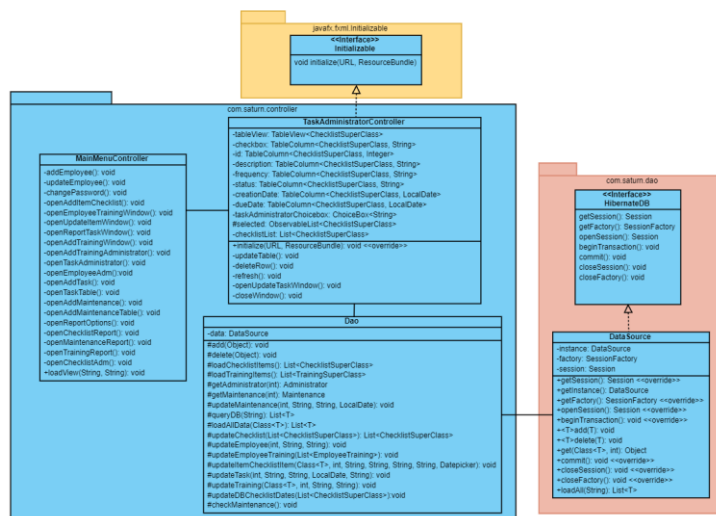 javafx.fxml.Initializable
<<Interface>>
Initializable
void initialize(URL, ResourceBundle)
com.saturn.controller
TaskAdministratorController
-tableView: TableView<ChecklistSuperClass>
-checkbox: TableColumn<ChecklistSuperClass, String>
-id: TableColumn<ChecklistSuperClass, Integer>
-description: TableColumn<ChecklistSuperClass, String>
-frequency: TableColumn<ChecklistSuperClass, String>
-status: TableColumn<ChecklistSuperClass, String>
-creationDate: TableColumn<ChecklistSuperClass, LocalDate>
-dueDate: TableColumn<ChecklistSuperClass, LocalDate>
-taskAdministratorChoicebox: ChoiceBox<String>
#selected: ObservableList<ChecklistSuperClass>
-checklistList: List<ChecklistSuperClass>
+initialize(URL, ResourceBundle): void <<override>>
-updateTable(): void
-deleteRow(): void
-refresh(): void
-openUpdateTaskWindow(): void
-closeWindow(): void
MainMenuController
-addEmployee(): void
-updateEmployee(): void
-changePassword(): void
-openAddItemChecklist(): void
-openEmployeeTrainingWindow(): void
-openUpdateItemWindow(): void
-openReportTaskWindow(): void
-openAddTrainingWindow(): void
-openAddTrainingAdministrator(): void
-openTaskAdministrator(): void
-openEmployeeAdm():void
-openAddTask(): void
-openTaskTable(): void
-openAddMaintenance(): void
-openAddMaintenanceTable(): void
-openReportOptions(): void
-openChecklistReport(): void
-openMaintenanceReport(): void
-openTrainingReport(): void
-openChecklistAdm(): void
+loadView(String, String): void
Dao
-data: DataSource
#add(Object): void
#delete(Object): void
#loadChecklistItems(): List<ChecklistSuperClass>
#loadTrainingItems(): List<TrainingSuperClass>
#getAdministrator(int): Administrator
#getMaintenance(int): Maintenance
#updateMaintenance(int, String, String, LocalDate): void
#queryDB(String): List<T>
#loadAllData(Class<T>): List<T>
#updateChecklist(List<ChecklistSuperClass>): List<ChecklistSuperClass>
#updateEmployee(int, String, String): void
#updateEmployeeTraining(List<EmployeeTraining>): void
#updateItemChecklistItem(Class<T>, int, String, String, String, String, Datepicker): void
#updateTask(int, String, String, LocalDate, String): void
#updateTraining(Class<T>, int, String, String): void
#updateDBChecklistDates(List<ChecklistSuperClass>):void
#checkMaintenance(): void
com.saturn.dao
<<Interface>>
HibernateDB
getSession(): Session
getFactory(): SessionFactory
openSession(): Session
beginTransaction(): void
commit(): void
closeSession(): void
closeFactory(): void
DataSource
-instance: DataSource
-factory: SessionFactory
-session: Session
+getSession(): Session <<override>>
+getInstance(): DataSource
+getFactory(): SessionFactory <<override>>
+openSession(): Session <<override>>
+beginTransaction(): void <<override>>
+<T>add(T): void
+<T>delete(T): void
+get(Class<T>, int): Object
+commit(): void <<override>>
+closeSession(): void <<override>>
+closeFactory(): void <<override>>
+loadAll(String): List<T>